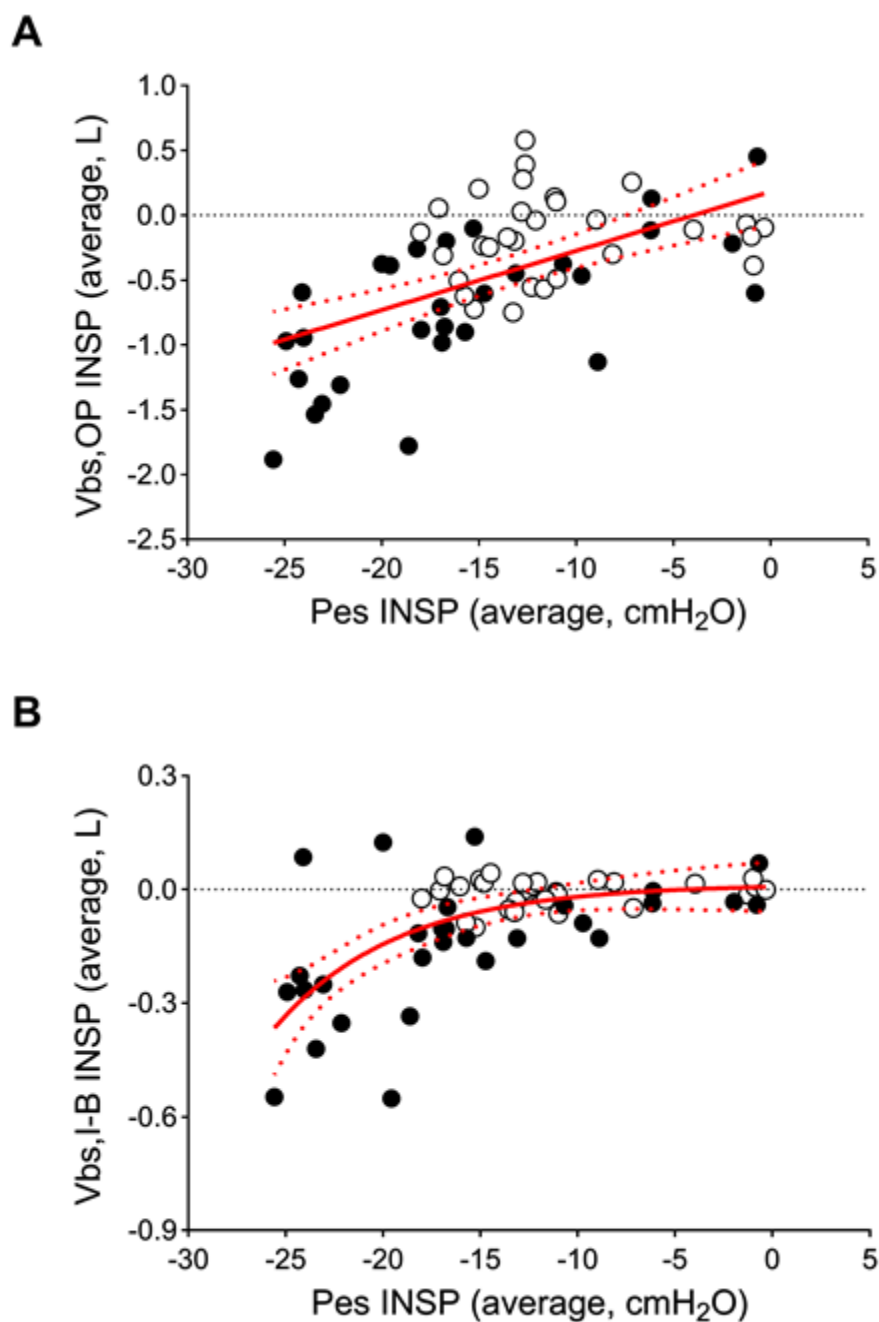 A
1.0
0.5
0.0
-0.5
-1.0
-1.5
-2.0
-2.5
Vbs,OP INSP (average, L)
-30 -25 -20 -15 -10 -5 0 5
Pes INSP (average, cmH₂O)
B
0.3
0.0
-0.3
-0.6
-0.9
Vbs,I-B INSP (average, L)
-30 -25 -20 -15 -10 -5 0 5
Pes INSP (average, cmH₂O)